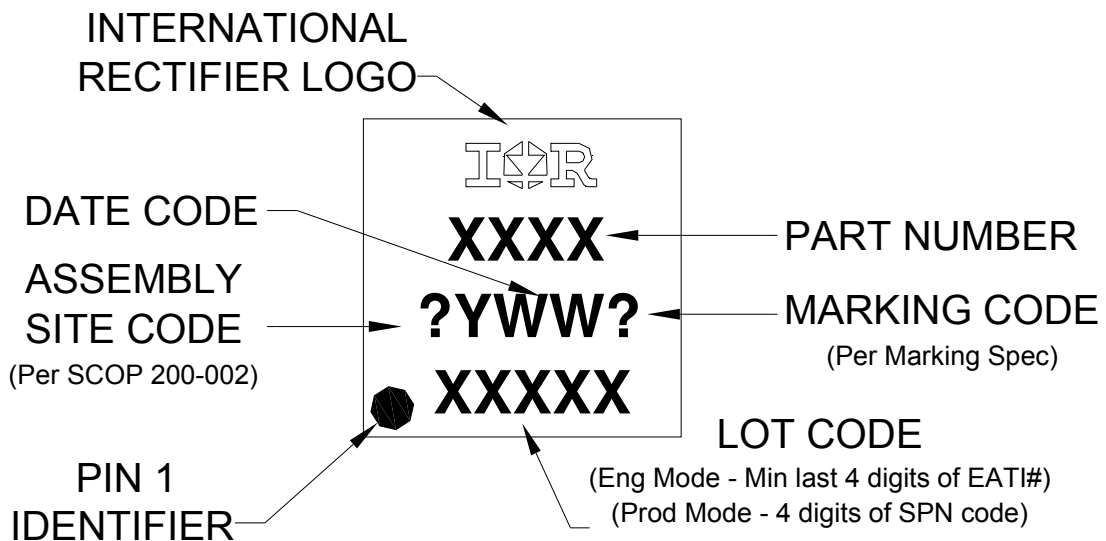 INTERNATIONAL
RECTIFIER LOGO
IOR
DATE CODE
XXXX
PART NUMBER
ASSEMBLY
SITE CODE
(Per SCOP 200-002)
?YWW?
MARKING CODE
(Per Marking Spec)
XXXXX
PIN 1
IDENTIFIER
LOT CODE
(Eng Mode - Min last 4 digits of EATI#)
(Prod Mode - 4 digits of SPN code)